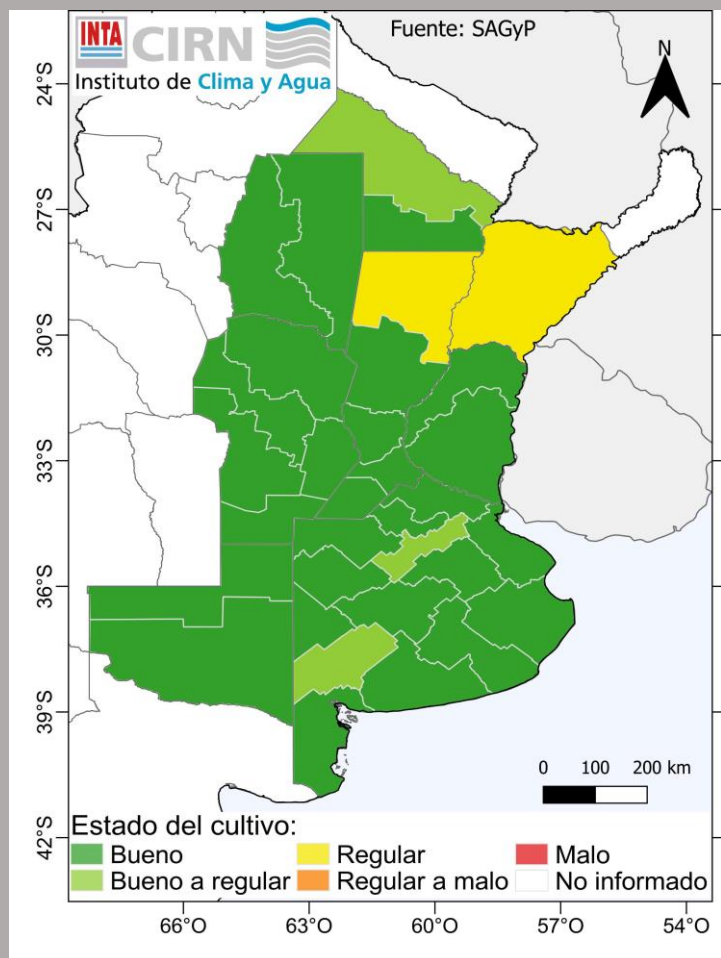 INTA
CIRN
Instituto de Clima y Agua
Fuente: SAGyP
N
24°S
27°S
30°S
33°S
36°S
39°S
42°S
0 100 200 km
Estado del cultivo:
Bueno
Regular
Malo
Bueno a regular
Regular a malo
No informado
66°O 63°O 60°O 57°O 54°O